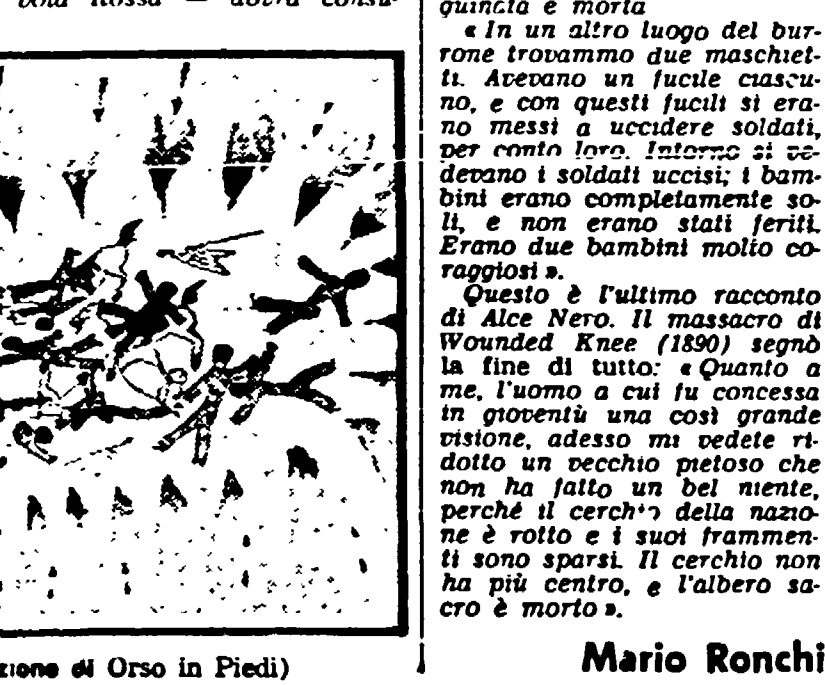 Rossa — dovrà consu-
quinata è morta
« In un altro luogo del bur-
rone trovammo due maschiet-
ti. Avevano un fucile ciascu-
no, e con questi fucili si era-
no messi a uccidere soldati,
per conto loro. Intorno si ve-
devano i soldati uccisi; i bam-
bini erano completamente so-
li, e non erano stati feriti.
Erano due bambini molto co-
raggiosi ».
Questo è l'ultimo racconto
di Alce Nero. Il massacro di
Wounded Knee (1890) segnò
la fine di tutto: « Quanto a
me, l'uomo a cui fu concessa
in gioventù una così grande
visione, adesso mi vedete ri-
dotto un vecchio pietoso che
non ha fatto un bel niente,
perché il cerchio della nazio-
ne è rotto e i suoi frammen-
ti sono sparsi. Il cerchio non
ha più centro, e l'albero sa-
cro è morto ».
Mario Ronchi
zione di Orso in Piedi)